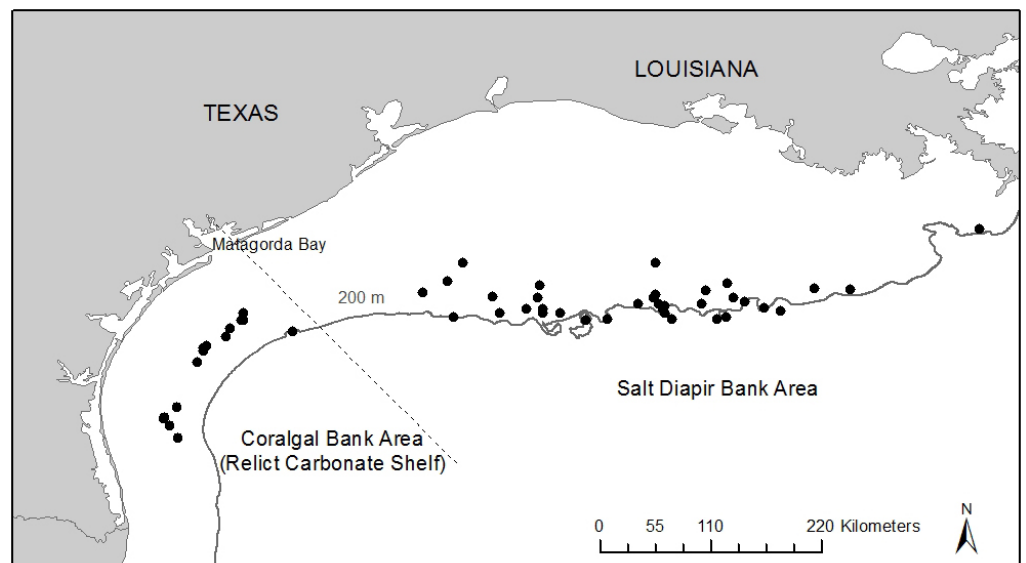 LOUISIANA
TEXAS
Matagorda Bay
200 m
Salt Diapir Bank Area
Coralgal Bank Area
(Relict Carbonate Shelf)
N
0 55 110 220 Kilometers